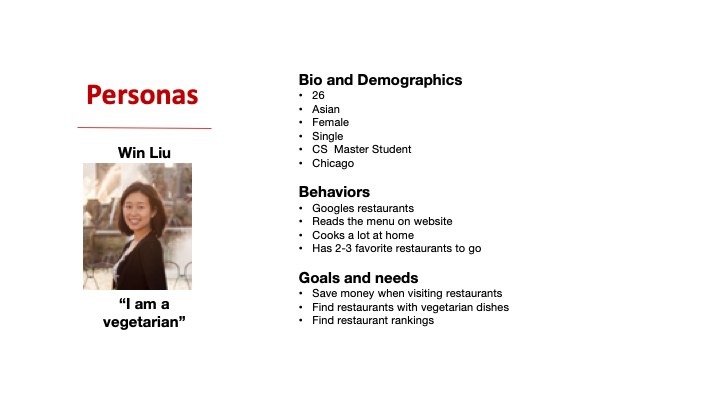 Personas
Win Liu
“I am a
vegetarian”
Bio and Demographics
• 26
• Asian
• Female
• Single
• CS  Master Student
• Chicago
Behaviors
• Googles restaurants
• Reads the menu on website
• Cooks a lot at home
• Has 2-3 favorite restaurants to go
Goals and needs
• Save money when visiting restaurants
• Find restaurants with vegetarian dishes
• Find restaurant rankings